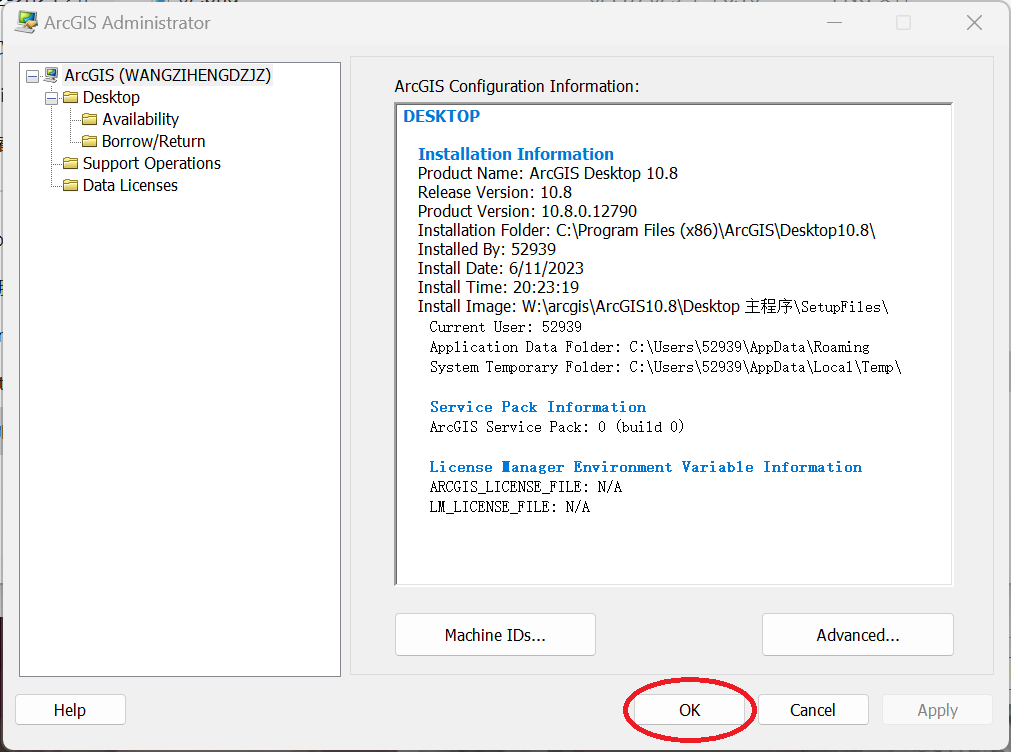 ArcGIS Administrator
ArcGIS (WANGZIHENGDZJZ)
Desktop
Availability
Borrow/Return
Support Operations
Data Licenses
ArcGIS Configuration Information:
DESKTOP
Installation Information
Product Name: ArcGIS Desktop 10.8
Release Version: 10.8
Product Version: 10.8.0.12790
Installation Folder: C:\Program Files (x86)\ArcGIS\Desktop10.8\
Installed By: 52939
Install Date: 6/11/2023
Install Time: 20:23:19
Install Image: W:\arcgis\ArcGIS10.8\Desktop 主程序\SetupFiles\
Current User: 52939
Application Data Folder: C:\Users\52939\AppData\Roaming
System Temporary Folder: C:\Users\52939\AppData\Local\Temp\
Service Pack Information
ArcGIS Service Pack: 0 (build 0)
License Manager Environment Variable Information
ARCGIS_LICENSE_FILE: N/A
LM_LICENSE_FILE: N/A
Machine IDs...
Advanced...
Help
OK
Cancel
Apply